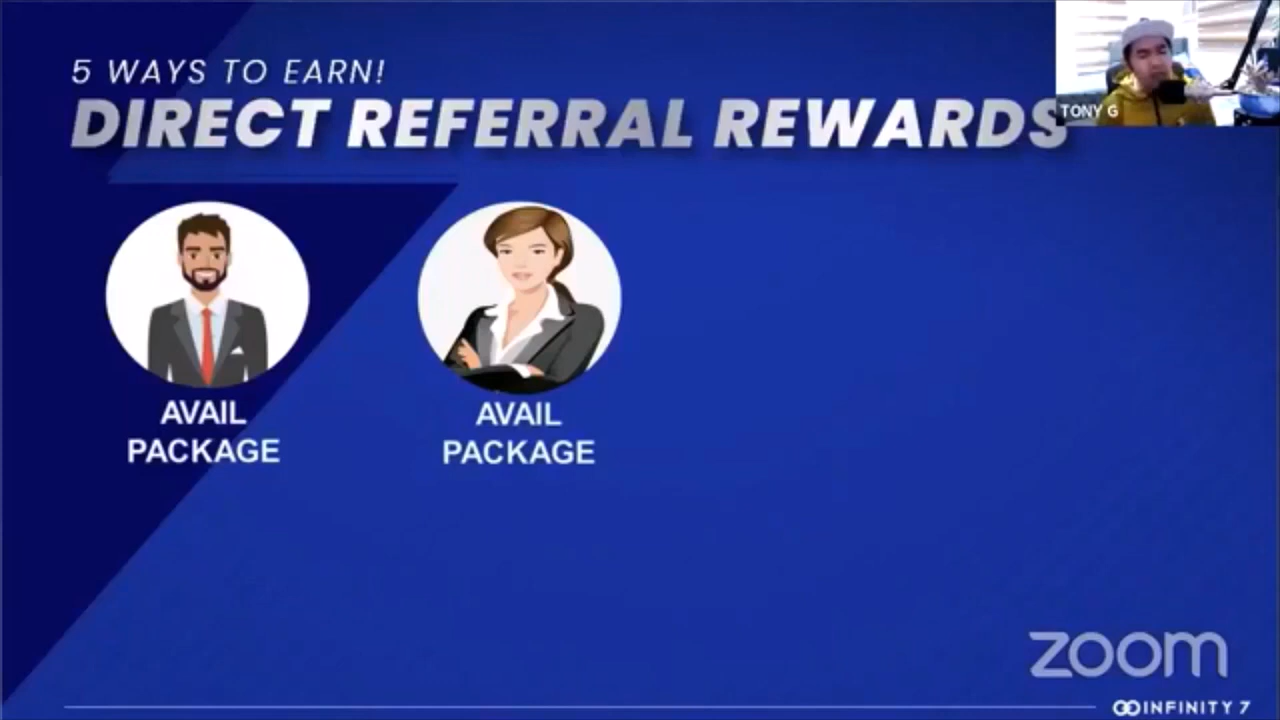 5 WAYS TO EARN!
DIRECT REFERRAL REWARDS
TONY G
AVAIL
PACKAGE
AVAIL
PACKAGE
zoom
INFINITY 7